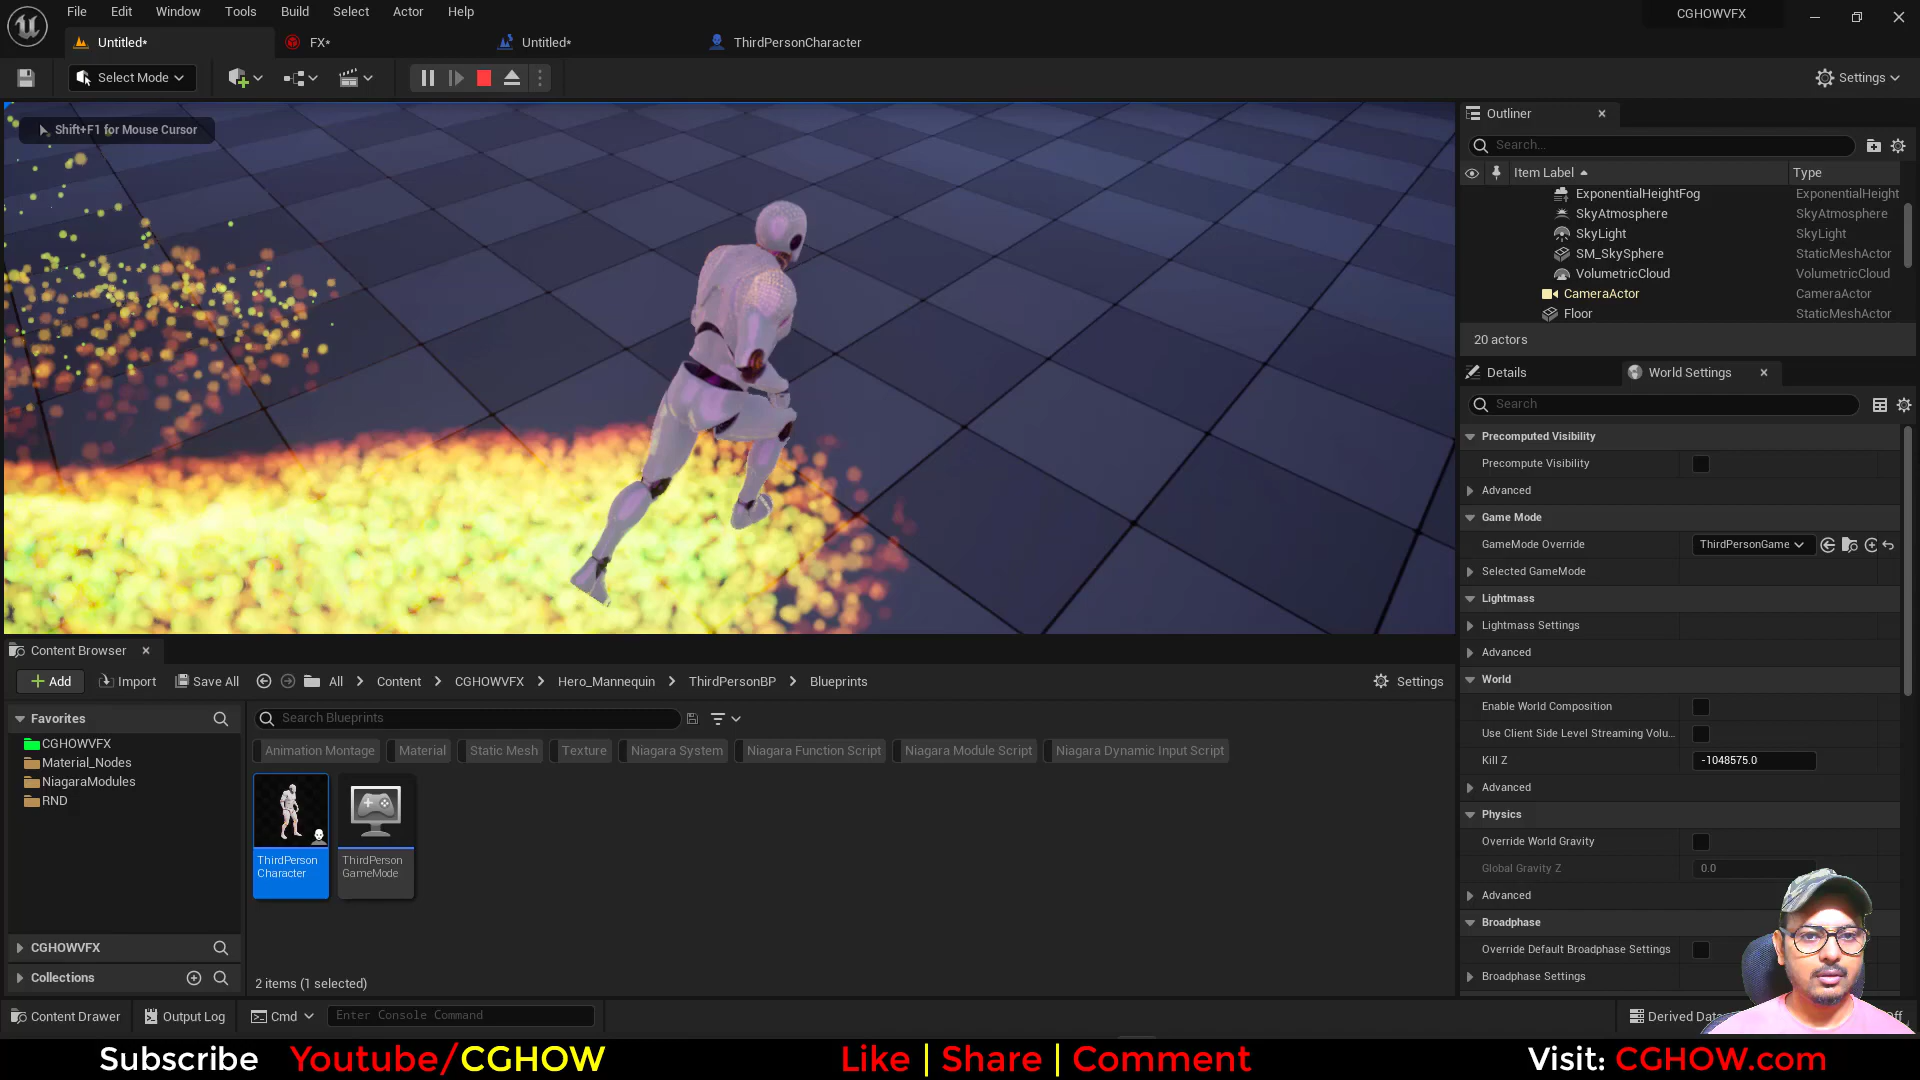 File Edit Window Tools Build Select Actor Help
CGHOWVFX
Untitled*
FX*
Untitled*
ThirdPersonCharacter
Select Mode
Settings
Shift+F1 for Mouse Cursor
Outliner
Search...
Item Label
Type
ExponentialHeightFog ExponentialHeight
SkyAtmosphere SkyAtmosphere
SkyLight SkyLight
SM_SkySphere StaticMeshActor
VolumetricCloud VolumetricCloud
CameraActor CameraActor
Floor StaticMeshActor
20 actors
Details
World Settings
Search
Precomputed Visibility
Precompute Visibility
Advanced
Game Mode
GameMode Override ThirdPersonGame
Selected GameMode
Lightmass
Lightmass Settings
Advanced
World
Enable World Composition
Use Client Side Level Streaming Volu...
Kill Z -1048575.0
Advanced
Physics
Override World Gravity
Global Gravity Z 0.0
Advanced
Broadphase
Override Default Broadphase Settings
Broadphase Settings
Content Browser
Add
Import
Save All
All
Content
CGHOWVFX
Hero_Mannequin
ThirdPersonBP
Blueprints
Settings
Favorites
CGHOWVFX
Material_Nodes
NiagaraModules
RND
CGHOWVFX
Collections
Search Blueprints
Animation Montage
Material
Static Mesh
Texture
Niagara System
Niagara Function Script
Niagara Module Script
Niagara Dynamic Input Script
ThirdPerson
Character
ThirdPerson
GameMode
2 items (1 selected)
Content Drawer
Output Log
Cmd
Enter Console Command
Derived Data
Off
Subscribe Youtube/CGHOW
Like | Share | Comment
Visit: CGHOW.com